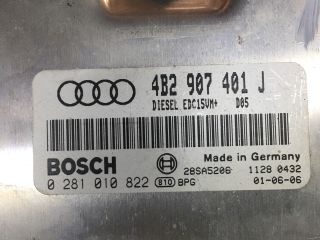 4B2 907 401 J
DIESEL EDC15VM+ D05
BOSCH
Made in Germany
28SA5206 1128 0432
0 281 010 822 810 BPG 01-06-06